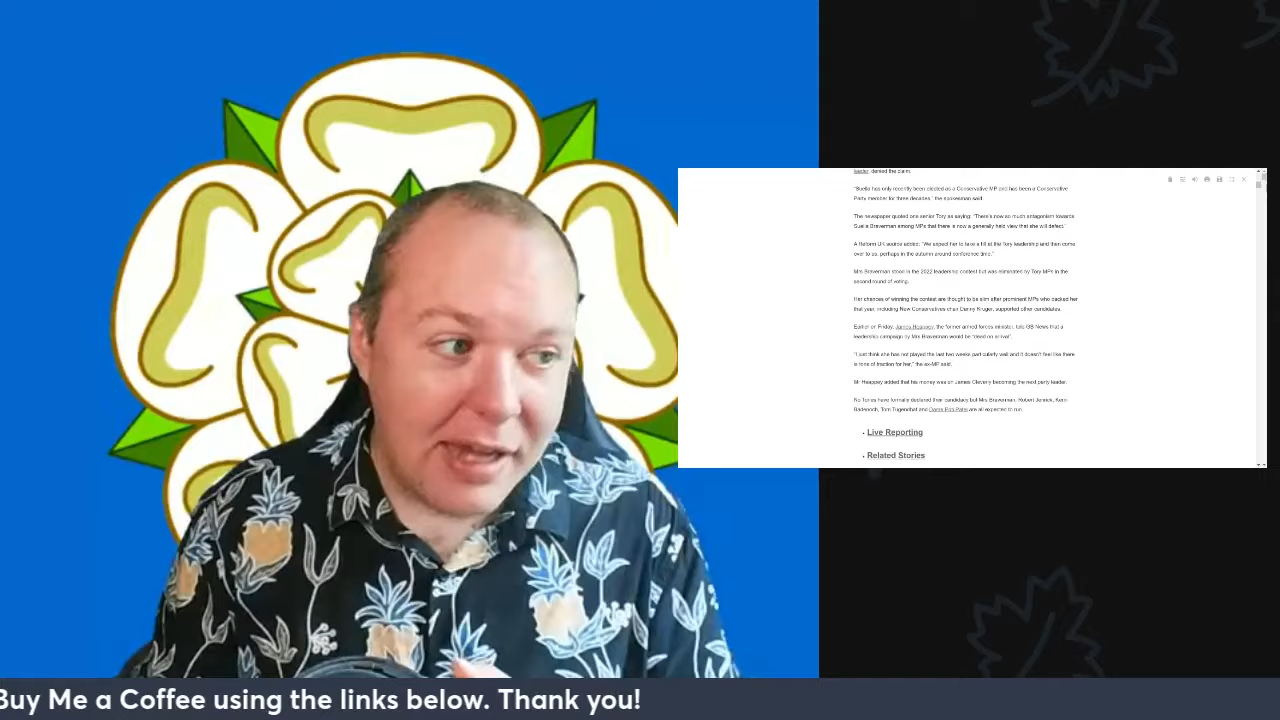 leader, denied the claim.
"Suella has only recently been elected as a Conservative MP and has been a Conservative
Party member for three decades," the spokesman said.
The newspaper quoted one senior Tory as saying: "There's now so much antagonism towards
Suella Braverman among MPs that there is now a generally held view that she will defect."
A Reform UK source added: "We expect her to take a tilt at the Tory leadership and then come
over to us, perhaps in the autumn around conference time."
Mrs Braverman stood in the 2022 leadership contest but was eliminated by Tory MPs in the
second round of voting.
Her chances of winning the contest are thought to be slim after prominent MPs who backed her
that year, including New Conservatives chair Danny Kruger, supported other candidates.
Earlier on Friday, James Heappey, the former armed forces minister, told GB News that a
leadership campaign by Mrs Braverman would be "dead on arrival".
"I just think she has not played the last two weeks particularly well and it doesn't feel like there
is tons of traction for her," the ex-MP said.
Mr Heappey added that his money was on James Cleverly becoming the next party leader.
No Tories have formally declared their candidacy but Mrs Braverman, Robert Jenrick, Kemi
Badenoch, Tom Tugendhat and Dame Priti Patel are all expected to run.
• Live Reporting
• Related Stories
Buy Me a Coffee using the links below. Thank you!